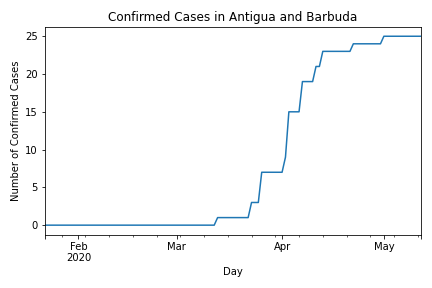 Confirmed Cases in Antigua and Barbuda
Number of Confirmed Cases
25
20
15
10
5
0
Feb Mar Apr May
2020
Day